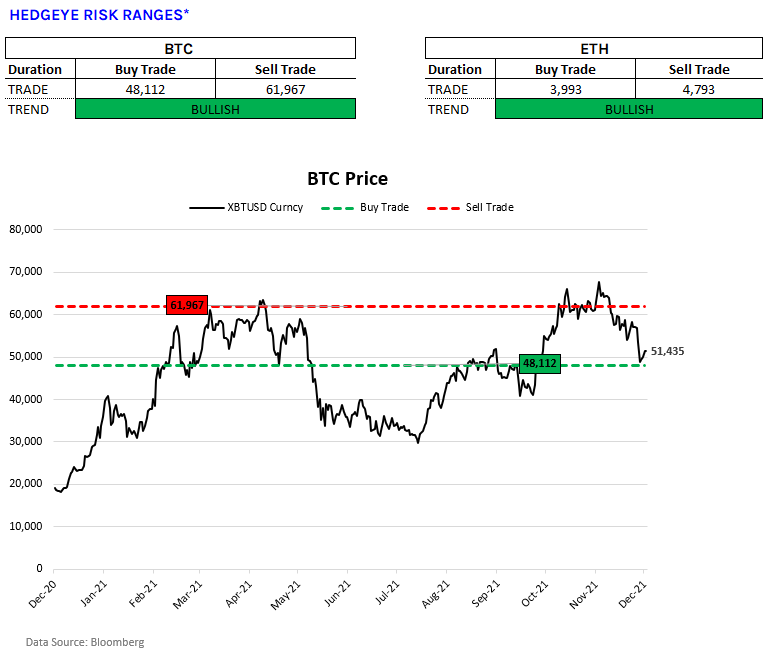 HEDGEYE RISK RANGES*
BTC
Duration Buy Trade Sell Trade
TRADE 48,112 61,967
TREND BULLISH
ETH
Duration Buy Trade Sell Trade
TRADE 3,993 4,793
TREND BULLISH
BTC Price
XBTUSD Curncy Buy Trade Sell Trade
80,000
70,000
60,000
50,000
40,000
30,000
20,000
10,000
0
61,967
48,112
51,435
Dec-20 Jan-21 Feb-21 Mar-21 Apr-21 May-21 Jun-21 Jul-21 Aug-21 Sep-21 Oct-21 Nov-21 Dec-21
Data Source: Bloomberg